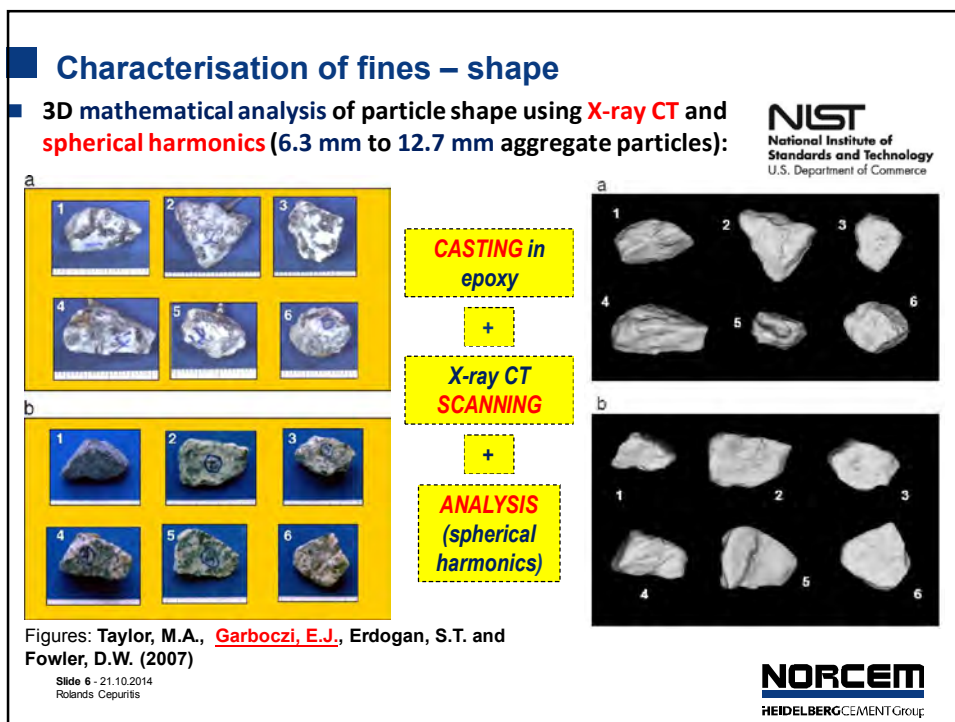 Characterisation of fines – shape
3D mathematical analysis of particle shape using X-ray CT and
spherical harmonics (6.3 mm to 12.7 mm aggregate particles):
NIST
National Institute of
Standards and Technology
U.S. Department of Commerce
a
1
2
3
4
5
6
b
1
2
3
4
5
6
CASTING in
epoxy
+
X-ray CT
SCANNING
+
ANALYSIS
(spherical
harmonics)
a
1
2
3
4
5
6
b
1
2
3
4
5
6
Figures: Taylor, M.A., Garboczi, E.J., Erdogan, S.T. and
Fowler, D.W. (2007)
Slide 6 - 21.10.2014
Rolands Cepuritis
NORCEM
HEIDELBERGCEMENT Group